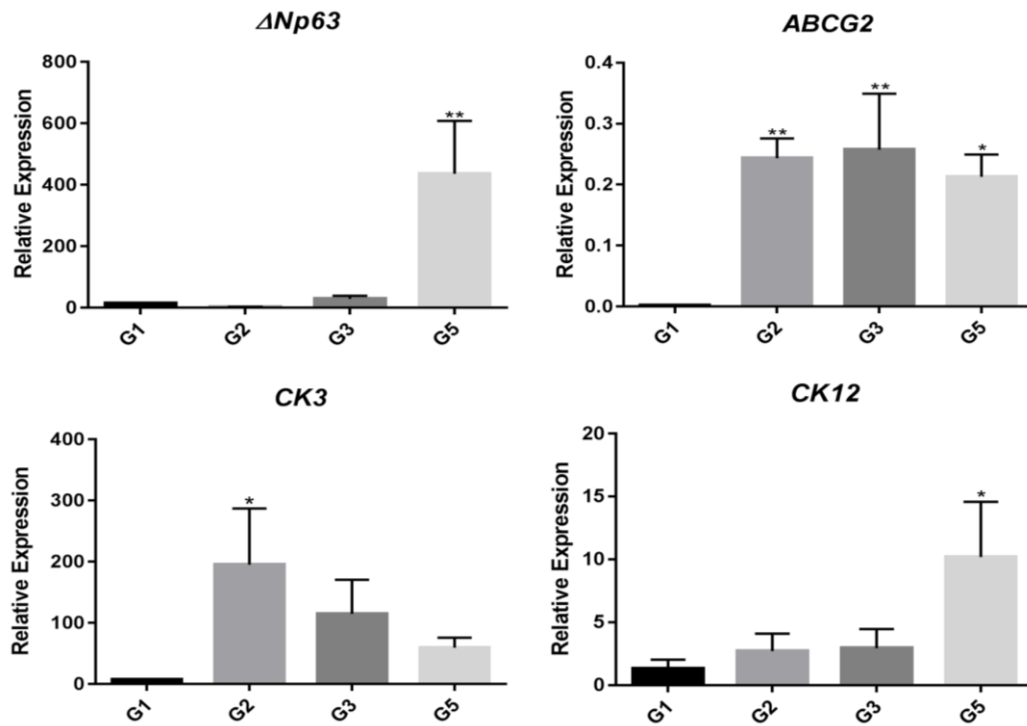 ΔNp63
Relative Expression
800
600
400
200
0
**
G1 G2 G3 G5
ABCG2
Relative Expression
0.4
0.3
0.2
0.1
0.0
** ** *
G1 G2 G3 G5
CK3
Relative Expression
400
300
200
100
0
*
G1 G2 G3 G5
CK12
Relative Expression
20
15
10
5
0
*
G1 G2 G3 G5